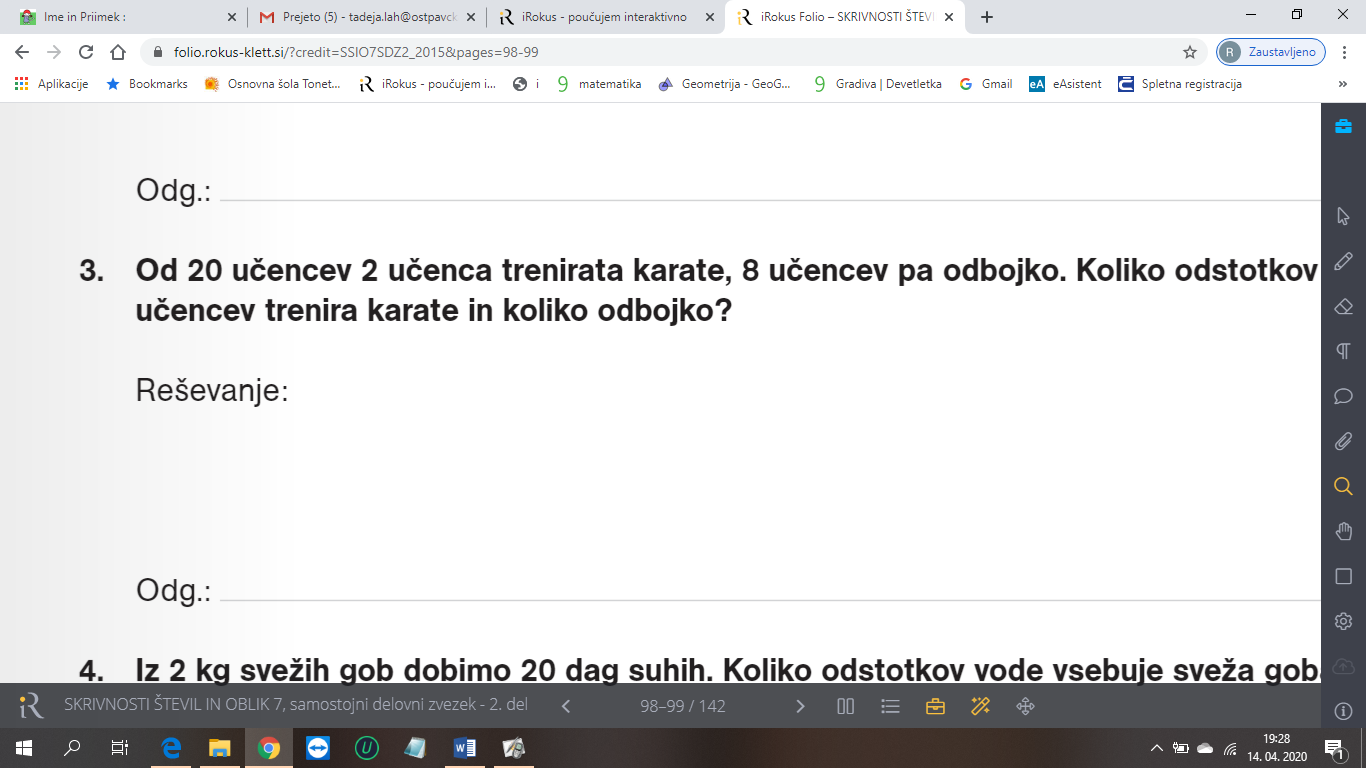 Ime in Priimek :
Prejeto (5) - tadeja.lah@ostpavck
iRokus - poučujem interaktivno
iRokus Folio – SKRIVNOSTI ŠTEVI
folio.rokus-klett.si/?credit=SSIO7SDZ2_2015&pages=98-99
R Zaustavljeno
Aplikacije
Bookmarks
Osnovna šola Tonet...
iRokus - poučujem i...
i
matematika
Geometrija - GeoG...
Gradiva | Devetletka
Gmail
eA eAsistent
Spletna registracija
»
Odg.:
3. Od 20 učencev 2 učenca trenirata karate, 8 učencev pa odbojko. Koliko odstotkov
učencev trenira karate in koliko odbojko?
Reševanje:
Odg.:
4. Iz 2 kg svežih gob dobimo 20 dag suhih. Koliko odstotkov vode vsebuje sveža gob
iR SKRIVNOSTI ŠTEVIL IN OBLIK 7, samostojni delovni zvezek - 2. del
98–99 / 142
19:28
14. 04. 2020
1